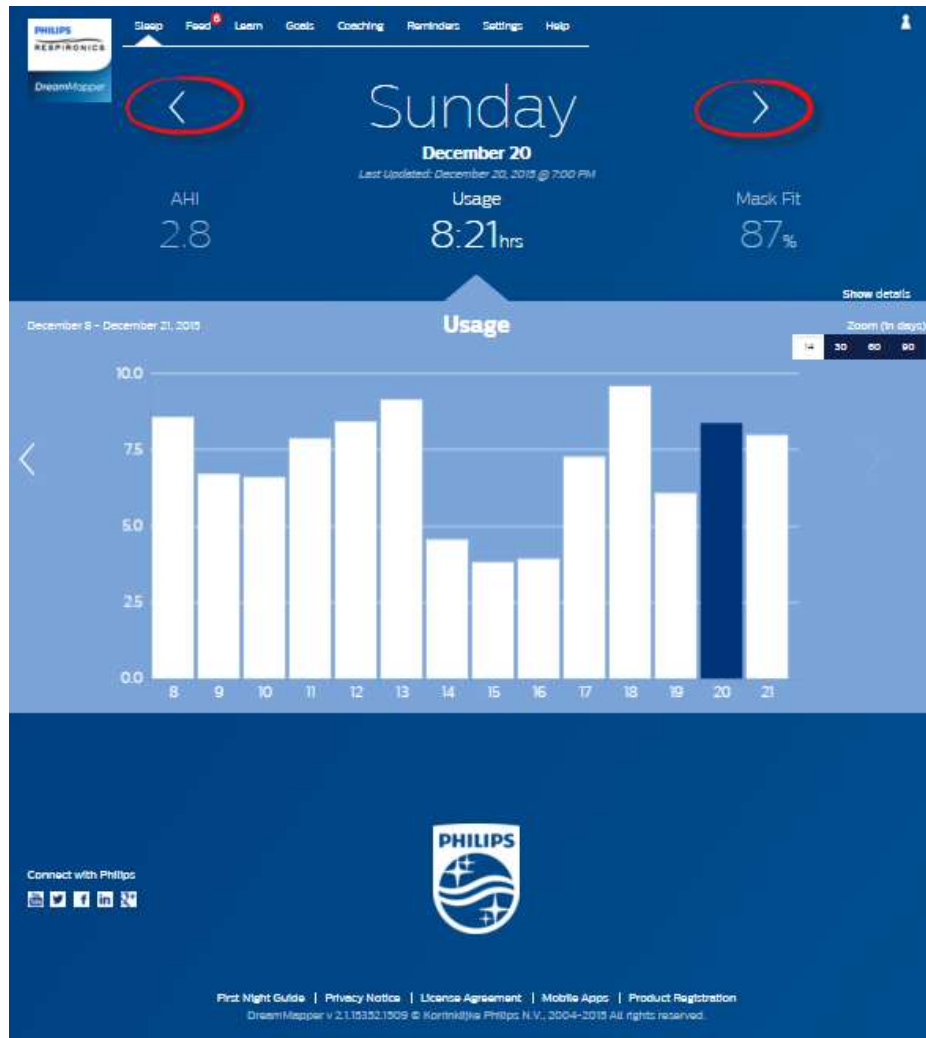 PHILIPS
RESPIRONICS
DreamMapper
Sleep Feed 6 Learn Goals Coaching Reminders Settings Help
Sunday
December 20
Last Updated: December 20, 2015 @ 7:00 PM
AHI Usage Mask Fit
2.8 8:21 hrs 87%
Show details
December 8 - December 21, 2015 Usage Zoom (in days)
14 30 60 90
10.0
7.5
5.0
2.5
0.0
8 9 10 11 12 13 14 15 16 17 18 19 20 21
PHILIPS
Connect with Philips
First Night Guide | Privacy Notice | License Agreement | Mobile Apps | Product Registration
DreamMapper v 2.1.15352.1509 © Koninklijke Philips N.V., 2004-2015 All rights reserved.